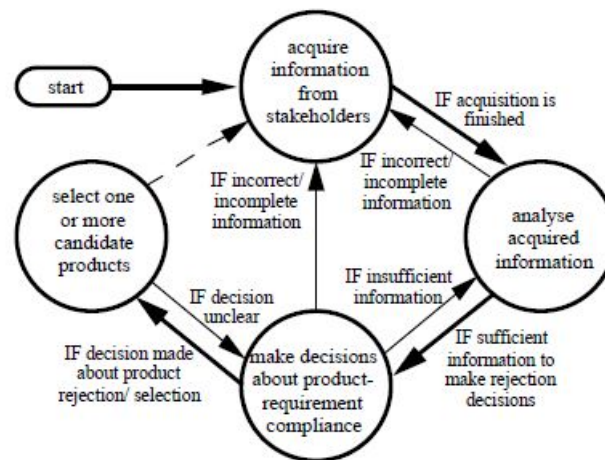 acquire
information
from
stakeholders
start
IF acquisition is
finished
IF incorrect/
incomplete
information
IF incorrect/
incomplete
information
select one
or more
candidate
products
analyse
acquired
information
IF insufficient
information
IF decision
unclear
IF decision made
about product
rejection/ selection
make decisions
about product-
requirement
compliance
IF sufficient
information to
make rejection
decisions